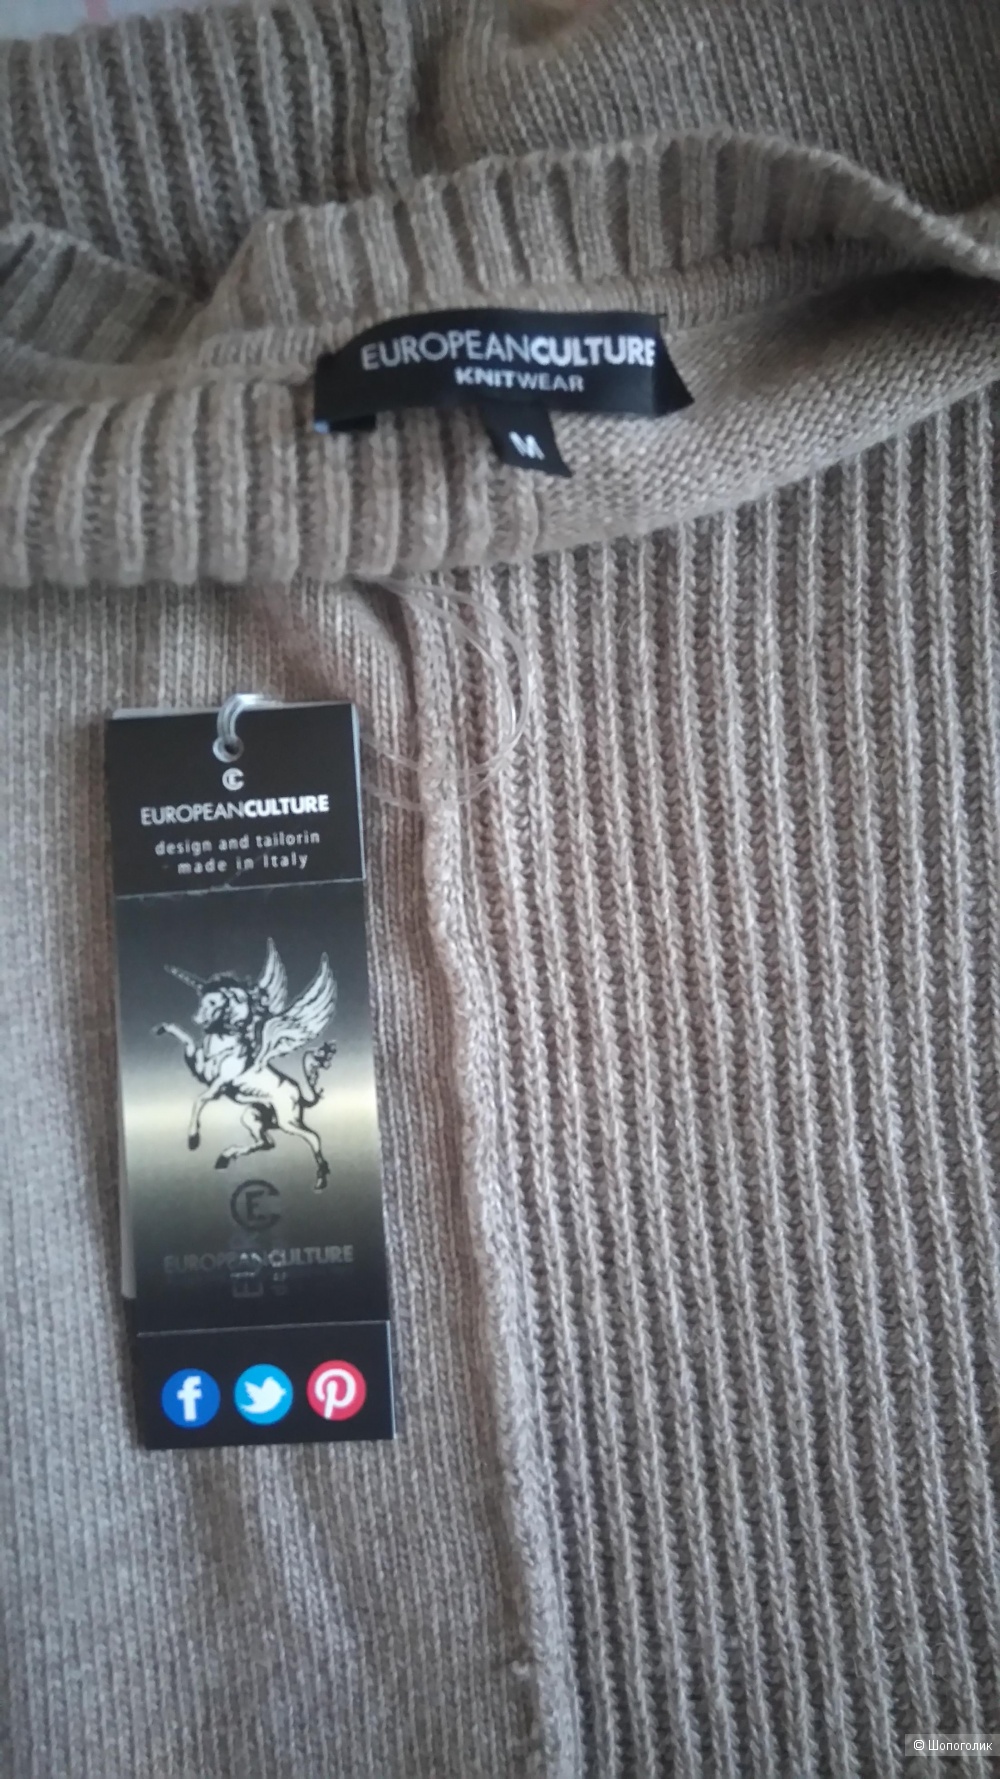 EUROPEANCULTURE
KNITWEAR
M
EUROPEANCULTURE
design and tailorin
made in Italy
EUROPEANCULTURE
© Шопоголик